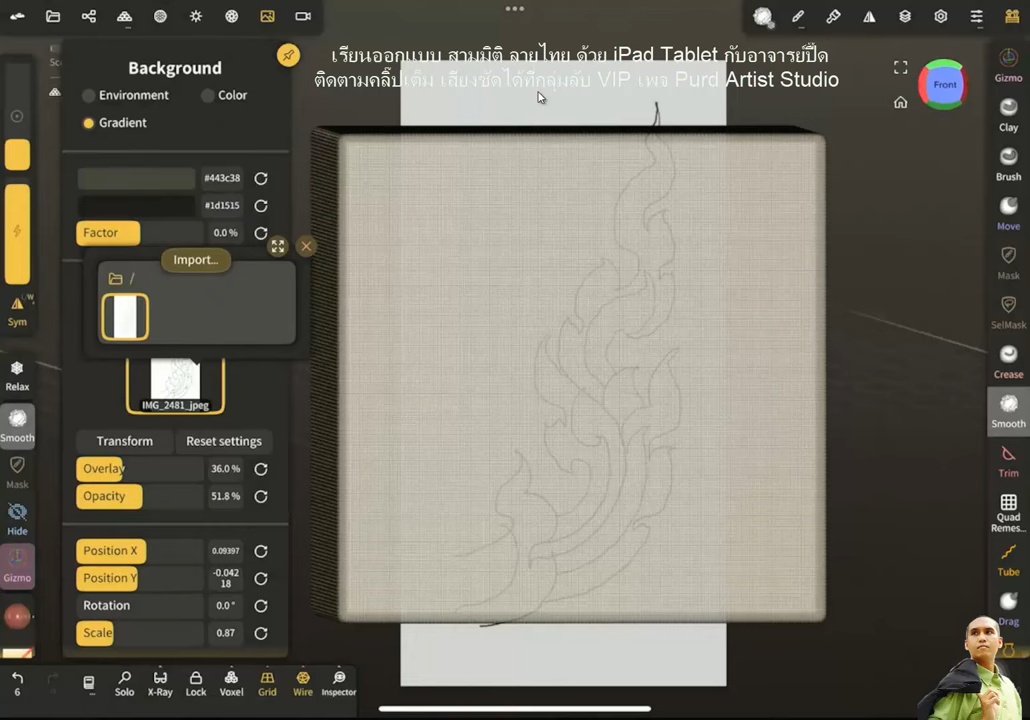 เรียนออกแบบ สามมิติ ลายไทย ด้วย iPad Tablet กับอาจารย์ปื๊ด
ติดตามคลิ๊ปเต็ม เสียงชัดได้ที่กลุ่มลับ VIP เพจ Purd Artist Studio
Background
Environment
Color
Gradient
#443c38
#1d1515
Factor
0.0 %
Import...
/
IMG_2481_jpeg
Transform
Reset settings
Overlay
36.0 %
Opacity
51.8 %
Position X
0.09397
Position Y
-0.042
18
Rotation
0.0 °
Scale
0.87
Sym
Relax
Smooth
Mask
Hide
Gizmo
6
Solo
X-Ray
Lock
Voxel
Grid
Wire
Inspector
Front
Gizmo
Clay
Brush
Move
Mask
SelMask
Crease
Smooth
Trim
Quad
Remes...
Tube
Drag